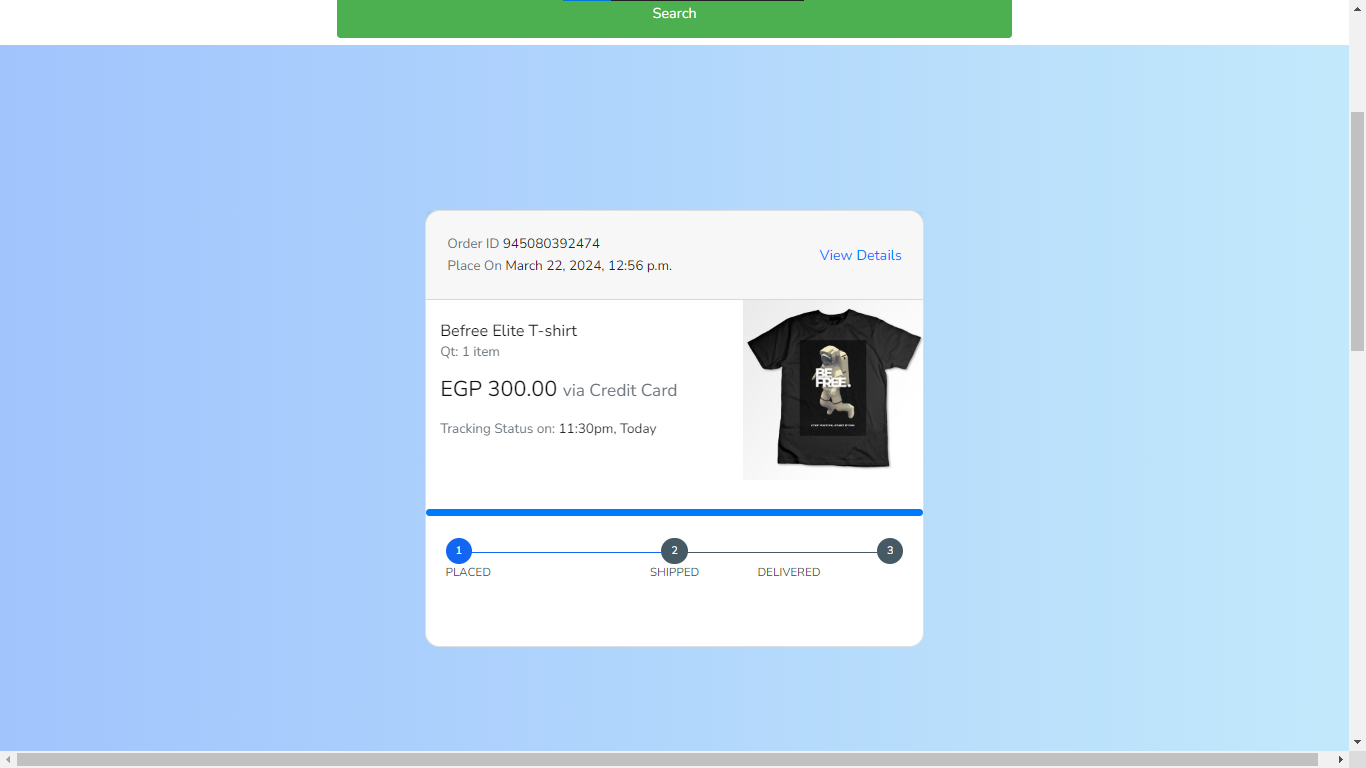 Search
Order ID 945080392474
Place On March 22, 2024, 12:56 p.m.
View Details
Befree Elite T-shirt
Qt: 1 item
EGP 300.00 via Credit Card
Tracking Status on: 11:30pm, Today
BE
FREE.
1
2
3
PLACED
SHIPPED
DELIVERED